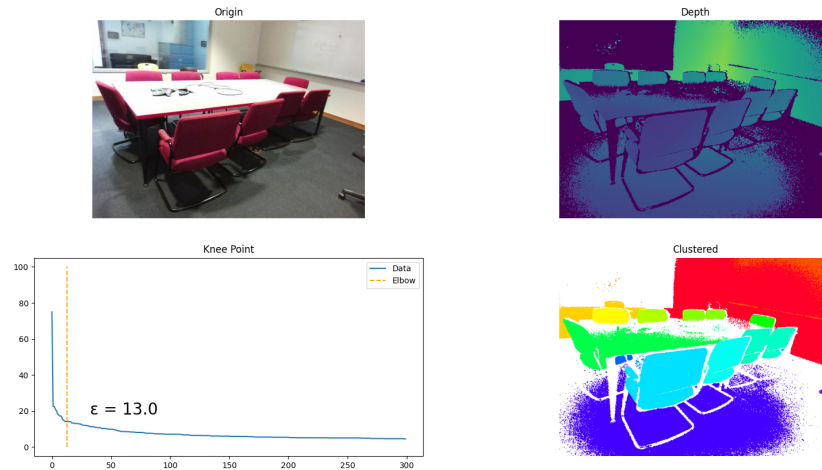 Origin
Depth
Knee Point
Clustered
100
80
60
40
20
0
0
50
100
150
200
250
300
Data
Elbow
ε = 13.0